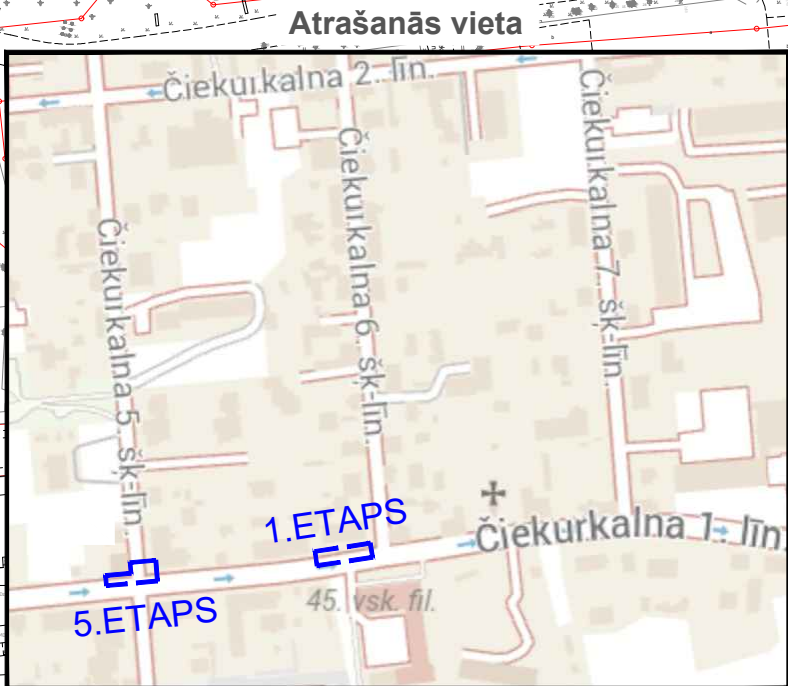 Atrašanās vieta
Čiekurkalna 2. līn.
Čiekurkalna 5. šķ-līn.
Čiekurkalna 6. šķ-līn.
Čiekurkalna 7. šķ-līn.
1.ETAPS
Čiekurkalna 1. līn.
5.ETAPS
45. vsk. fil.